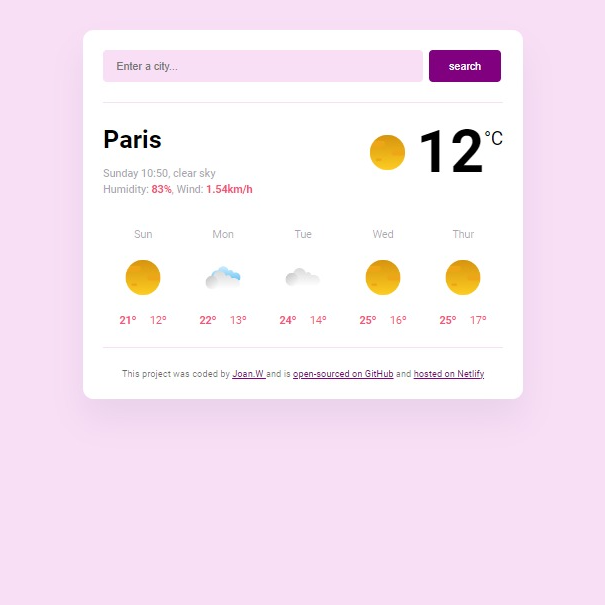 Enter a city...
search
Paris
12°C
Sunday 10:50, clear sky
Humidity: 83%, Wind: 1.54km/h
Sun Mon Tue Wed Thur
21° 12° 22° 13° 24° 14° 25° 16° 25° 17°
This project was coded by Joan.W and is open-sourced on GitHub and hosted on Netlify